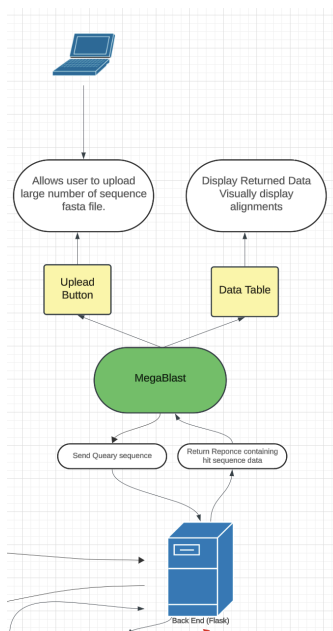 Allows user to upload
large number of sequence
fasta file.
Display Returned Data
Visually display
alignments
Uplead
Button
Data Table
MegaBlast
Send Queary sequence
Return Reponce containing
hit sequence data
Back End (Flask)